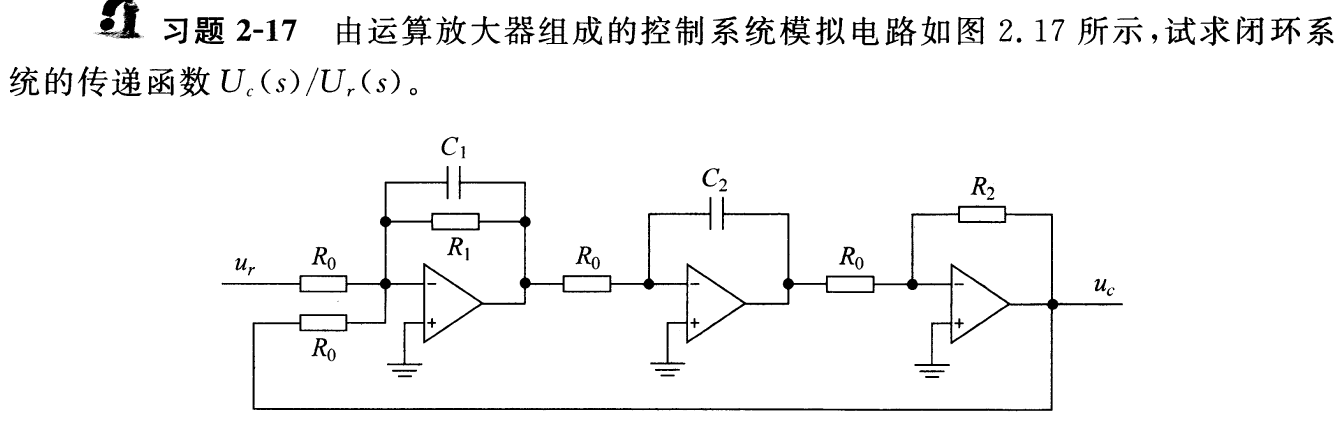 习题 2-17 由运算放大器组成的控制系统模拟电路如图 2.17 所示,试求闭环系
统的传递函数 U_c(s)/U_r(s)。
C₁
C₂
R₂
R₁
u_r
R₀
R₀
R₀
u_c
R₀
− + − + − +